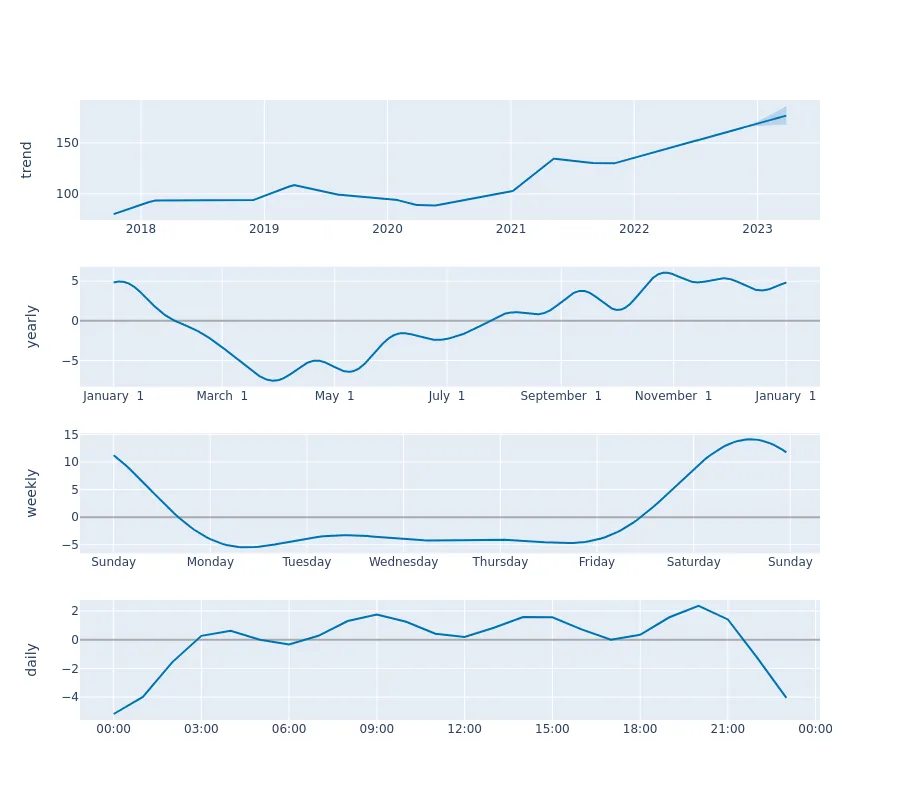 trend
150
100
2018 2019 2020 2021 2022 2023
yearly
5
0
−5
January 1 March 1 May 1 July 1 September 1 November 1 January 1
weekly
15
10
5
0
−5
Sunday Monday Tuesday Wednesday Thursday Friday Saturday Sunday
daily
2
0
−2
−4
00:00 03:00 06:00 09:00 12:00 15:00 18:00 21:00 00:00